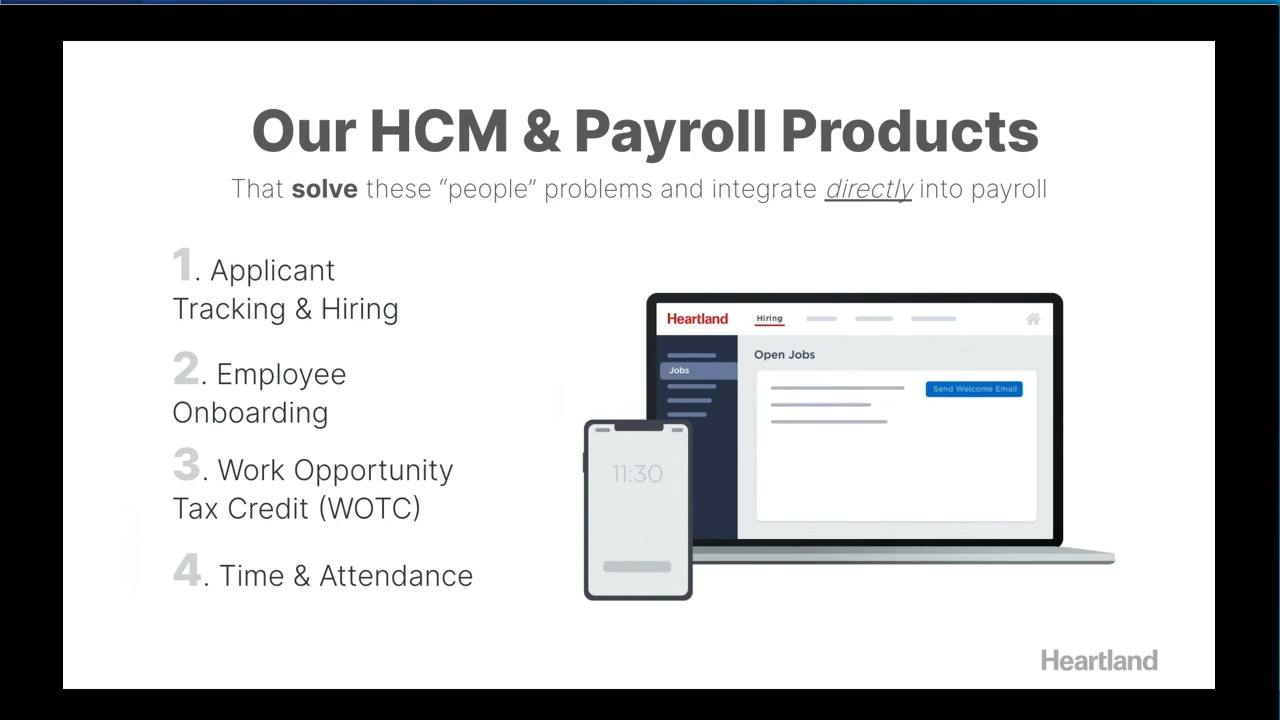 Our HCM & Payroll Products
That solve these “people” problems and integrate directly into payroll
1. Applicant
Tracking & Hiring
2. Employee
Onboarding
3. Work Opportunity
Tax Credit (WOTC)
4. Time & Attendance
Heartland
Hiring
Open Jobs
Jobs
Send Welcome Email
11:30
Heartland